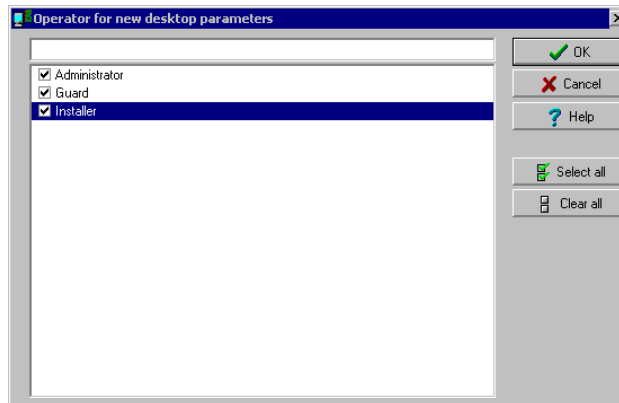 Operator for new desktop parameters
OK
Administrator
Cancel
Guard
Installer
Help
Select all
Clear all